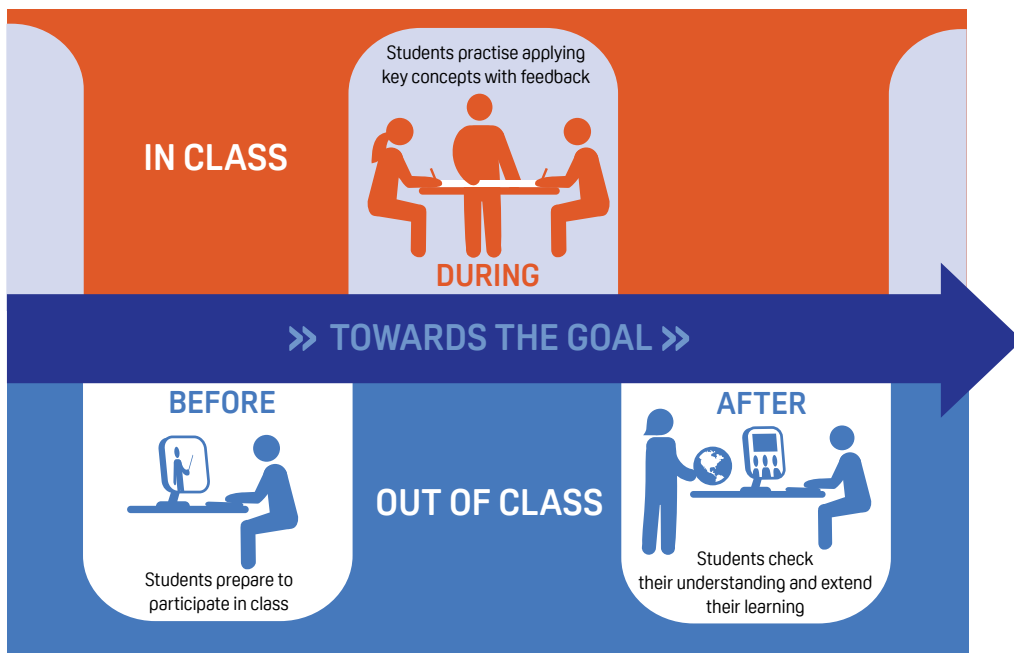 Students practise applying
key concepts with feedback
IN CLASS
DURING
» TOWARDS THE GOAL »
BEFORE
AFTER
OUT OF CLASS
Students prepare to
participate in class
Students check
their understanding and extend
their learning